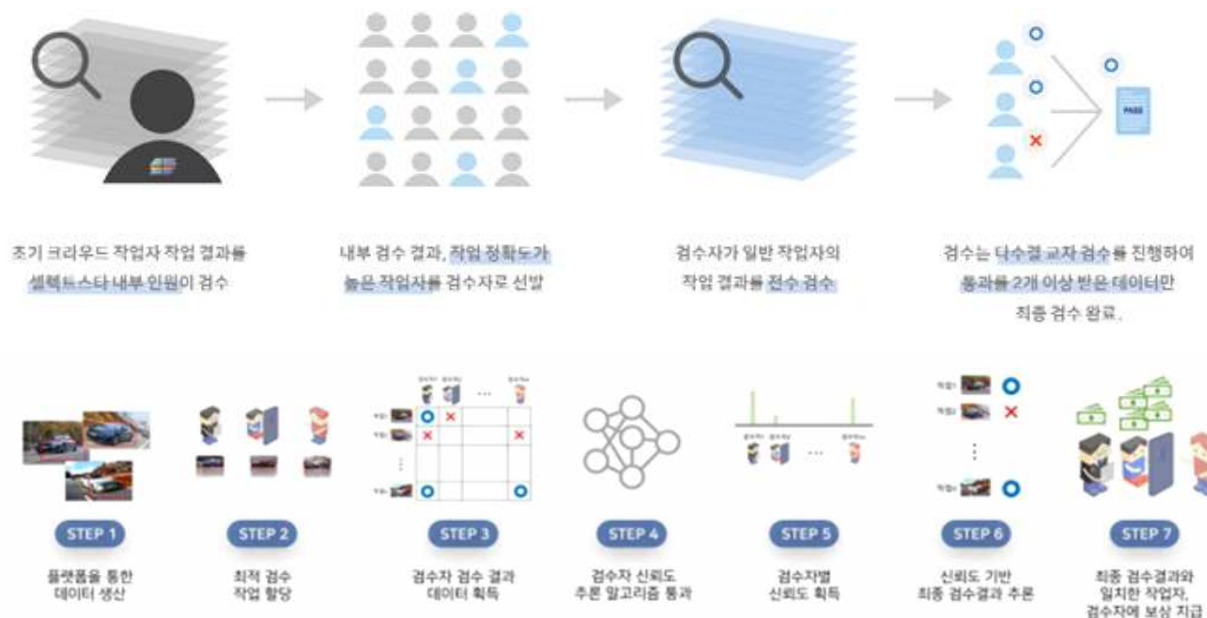 PASS
초기 크라우드 작업자 작업 결과를
셀렉트스타 내부 인원이 검수
내부 검수 결과, 작업 정확도가
높은 작업자를 검수자로 선발
검수자가 일반 작업자의
작업 결과를 전수 검수
검수는 다수결 교차 검수를 진행하여
통과를 2개 이상 받은 데이터만
최종 검수 완료.
STEP 1
플랫폼을 통한
데이터 생산
STEP 2
최적 검수
작업 할당
STEP 3
검수자 검수 결과
데이터 획득
STEP 4
검수자 신뢰도
추론 알고리즘 통과
STEP 5
검수자별
신뢰도 획득
STEP 6
신뢰도 기반
최종 검수결과 추론
STEP 7
최종 검수결과와
일치한 작업자,
검수자에 보상 지급